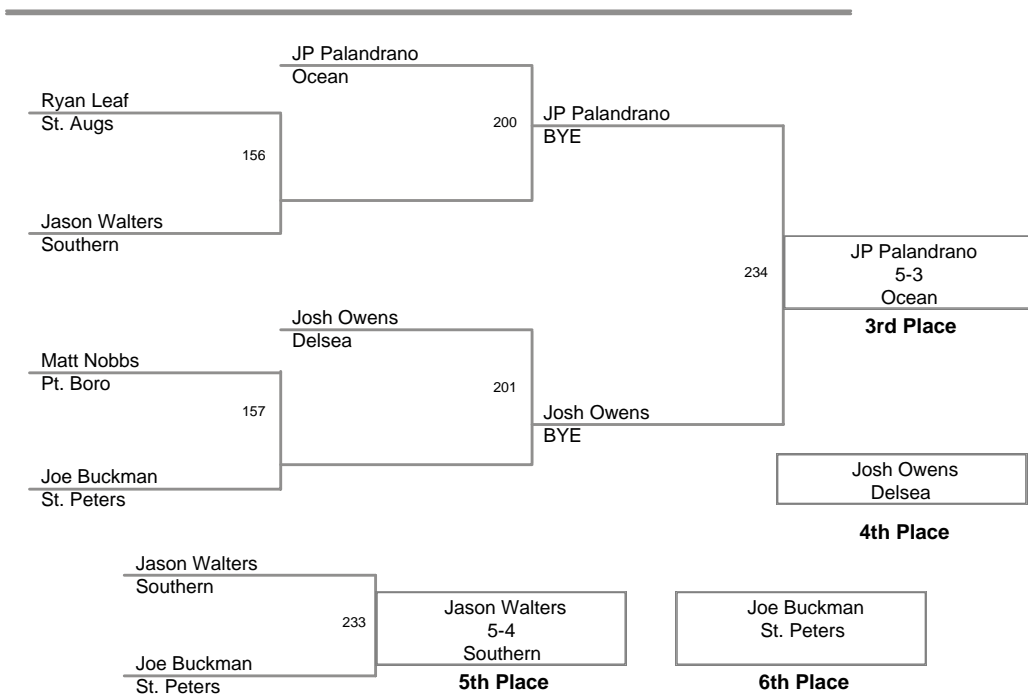 JP Palandrano
Ocean
Ryan Leaf
St. Augs
200
JP Palandrano
BYE
156
Jason Walters
Southern
234
JP Palandrano
5-3
Ocean
3rd Place
Josh Owens
Delsea
Matt Nobbs
Pt. Boro
201
157
Josh Owens
BYE
Joe Buckman
St. Peters
Josh Owens
Delsea
4th Place
Jason Walters
Southern
233
Jason Walters
5-4
Southern
5th Place
Joe Buckman
St. Peters
6th Place
Joe Buckman
St. Peters